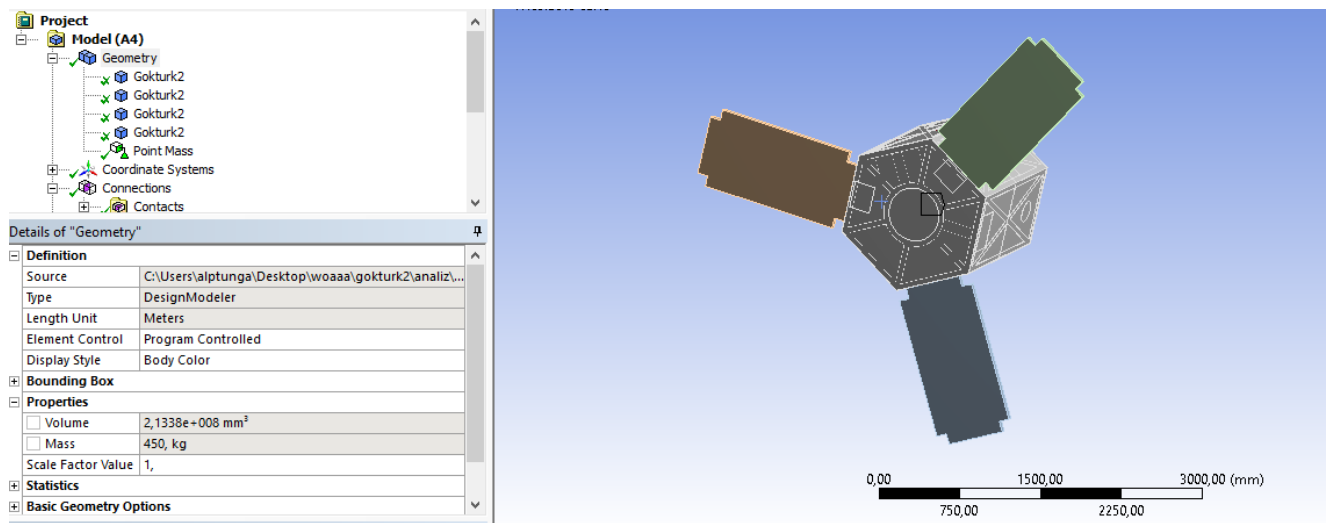 Project
Model (A4)
Geometry
Gokturk2
Gokturk2
Gokturk2
Gokturk2
Point Mass
Coordinate Systems
Connections
Contacts
Details of "Geometry"
Definition
Source C:\Users\alptunga\Desktop\woaaa\gokturk2\analiz\,...
Type DesignModeler
Length Unit Meters
Element Control Program Controlled
Display Style Body Color
Bounding Box
Properties
Volume 2,1338e+008 mm³
Mass 450, kg
Scale Factor Value 1,
Statistics
Basic Geometry Options
0,00 1500,00 3000,00 (mm)
750,00 2250,00